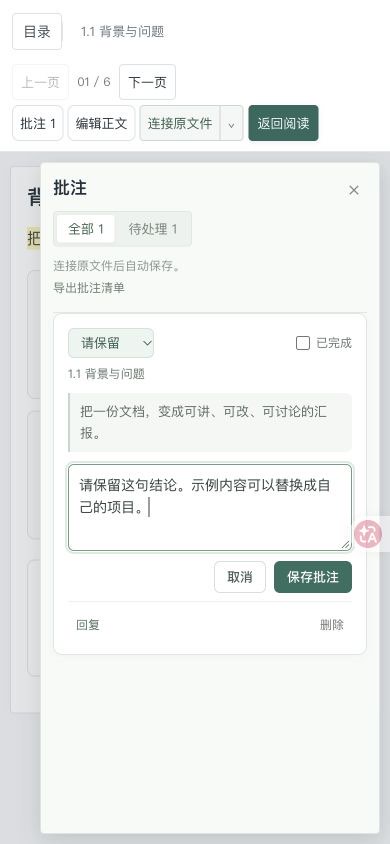 目录
1.1 背景与问题
上一页
01 / 6
下一页
批注 1
编辑正文
连接原文件
返回阅读
批注
全部 1
待处理 1
连接原文件后自动保存。
导出批注清单
请保留
已完成
1.1 背景与问题
把一份文档，变成可讲、可改、可讨论的汇
报。
请保留这句结论。示例内容可以替换成自
己的项目。
取消
保存批注
回复
删除
把